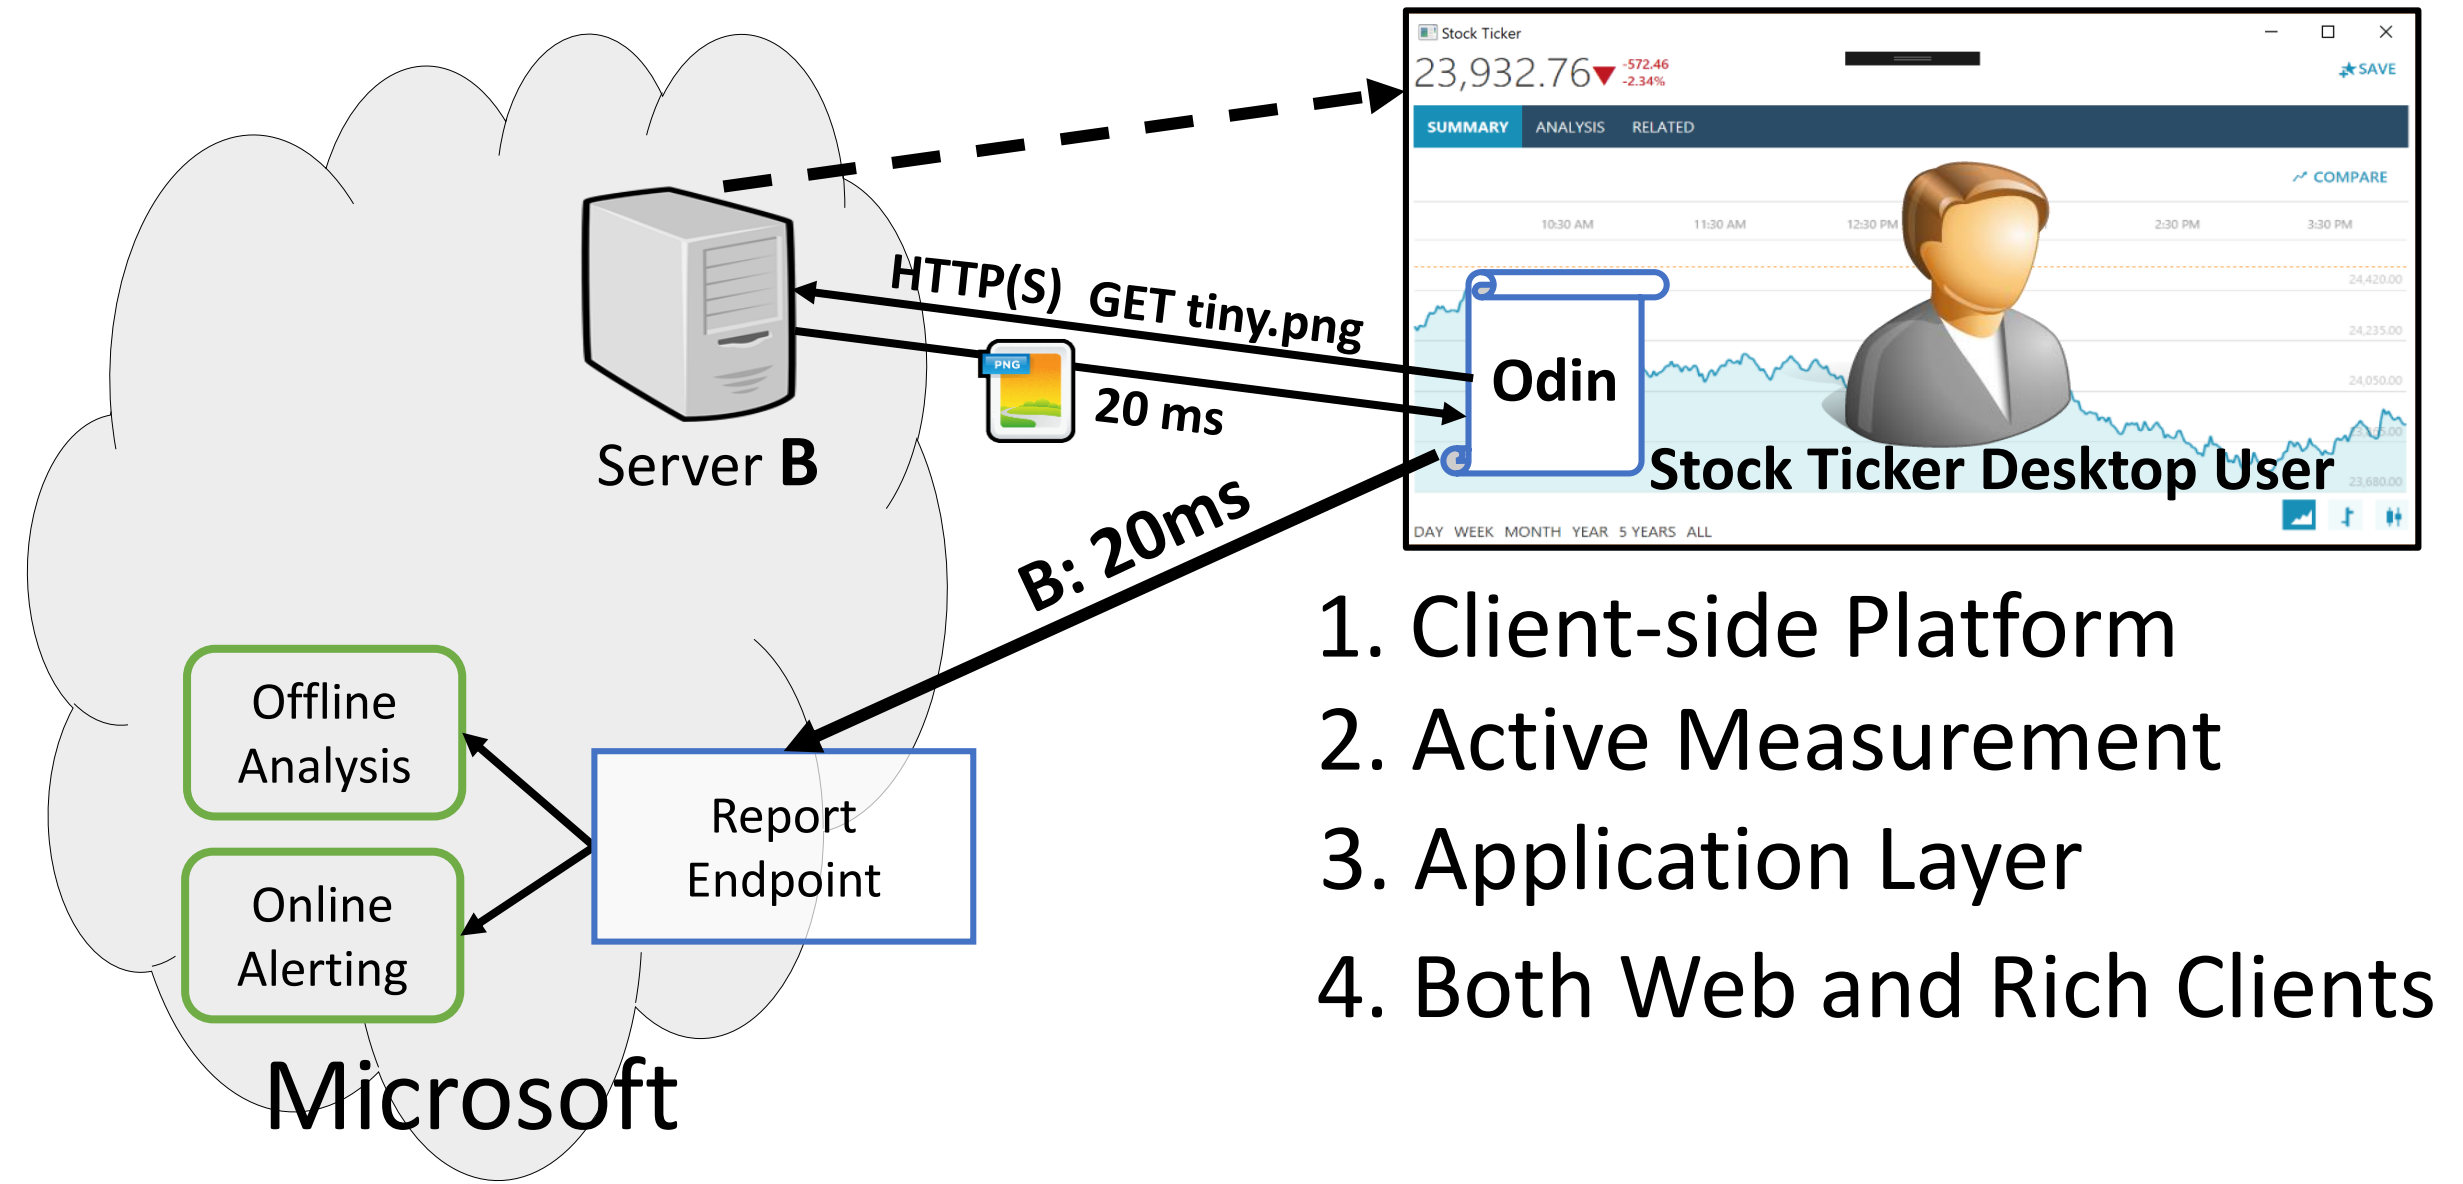 Stock Ticker
23,932.76
-572.46
-2.34%
SAVE
SUMMARY ANALYSIS RELATED
COMPARE
10:30 AM 11:30 AM 12:30 PM 2:30 PM 3:30 PM
24,420.00
24,235.00
24,050.00
23,680.00
DAY WEEK MONTH YEAR 5 YEARS ALL
Odin
Stock Ticker Desktop User
HTTP(S) GET tiny.png
PNG
20 ms
Server B
B: 20ms
Offline
Analysis
Online
Alerting
Report
Endpoint
Microsoft
1. Client-side Platform
2. Active Measurement
3. Application Layer
4. Both Web and Rich Clients